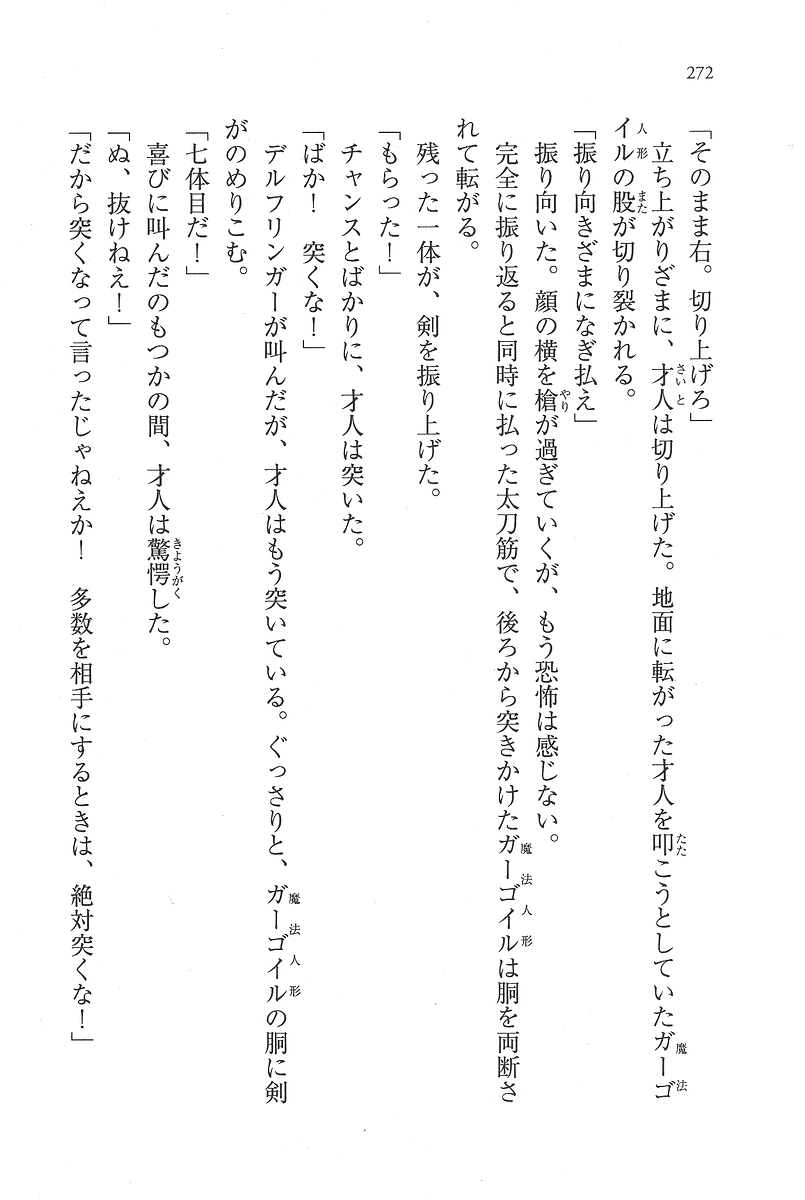 272
「そのまま右。切り上げろ」
　立ち上がりざまに、才人は切り上げた。地面に転がった才人を叩こうとしていたガーゴ
イルの股が切り裂かれる。
「振り向きざまになぎ払え」
　振り向いた。顔の横を槍が過ぎていくが、もう恐怖は感じない。
　完全に振り返ると同時に払った太刀筋で、後ろから突きかけたガーゴイルは胴を両断さ
れて転がる。
　残った一体が、剣を振り上げた。
「もらった！」
　チャンスとばかりに、才人は突いた。
「ばか！　突くな！」
　デルフリンガーが叫んだが、才人はもう突いている。ぐっさりと、ガーゴイルの胴に剣
がのめりこむ。
「七体目だ！」
　喜びに叫んだのもつかの間、才人は驚愕した。
「ぬ、抜けねえ！」
「だから突くなって言ったじゃねえか！　多数を相手にするときは、絶対突くな！」